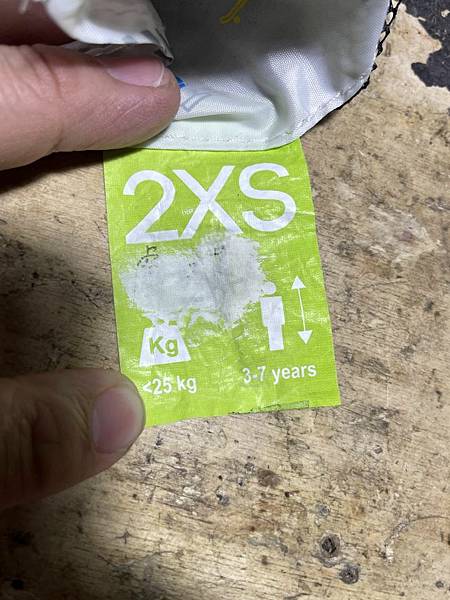 2XS
Kg
<25 kg
3-7 years